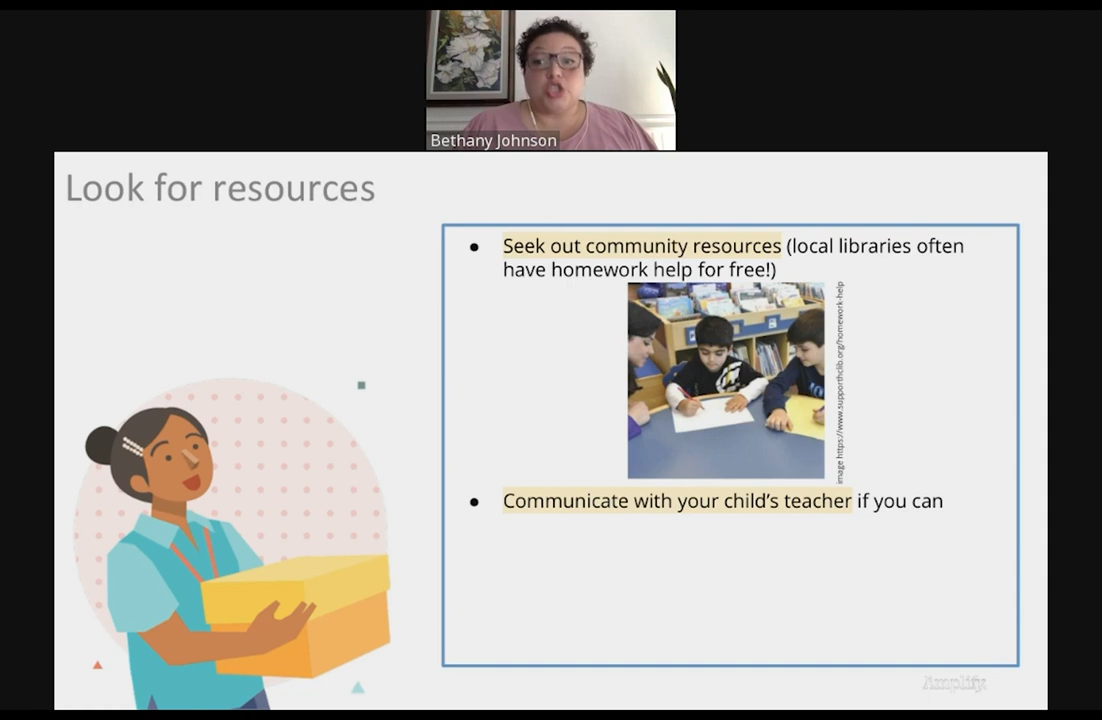 Bethany Johnson
Look for resources
● Seek out community resources (local libraries often
have homework help for free!)
image https://www.supporthclib.org/homework-help
● Communicate with your child's teacher if you can
Amplify